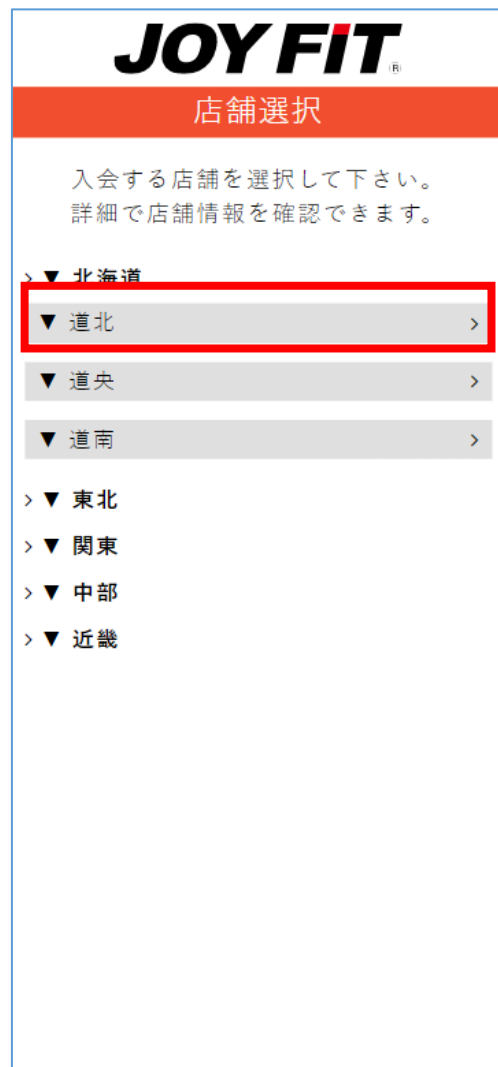 JOYFIT®
店舗選択
入会する店舗を選択して下さい。
詳細で店舗情報を確認できます。
> ▼ 北海道
▼ 道北 >
▼ 道央 >
▼ 道南 >
> ▼ 東北
> ▼ 関東
> ▼ 中部
> ▼ 近畿